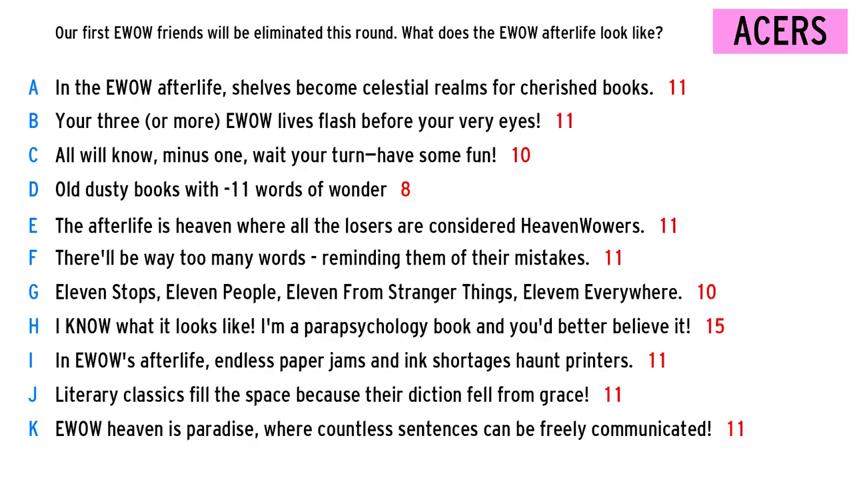 Our first EWOW friends will be eliminated this round. What does the EWOW afterlife look like?
ACERS
A In the EWOW afterlife, shelves become celestial realms for cherished books. 11
B Your three (or more) EWOW lives flash before your very eyes! 11
C All will know, minus one, wait your turn—have some fun! 10
D Old dusty books with -11 words of wonder 8
E The afterlife is heaven where all the losers are considered HeavenWowers. 11
F There'll be way too many words - reminding them of their mistakes. 11
G Eleven Stops, Eleven People, Eleven From Stranger Things, Elevem Everywhere. 10
H I KNOW what it looks like! I'm a parapsychology book and you'd better believe it! 15
I In EWOW's afterlife, endless paper jams and ink shortages haunt printers. 11
J Literary classics fill the space because their diction fell from grace! 11
K EWOW heaven is paradise, where countless sentences can be freely communicated! 11